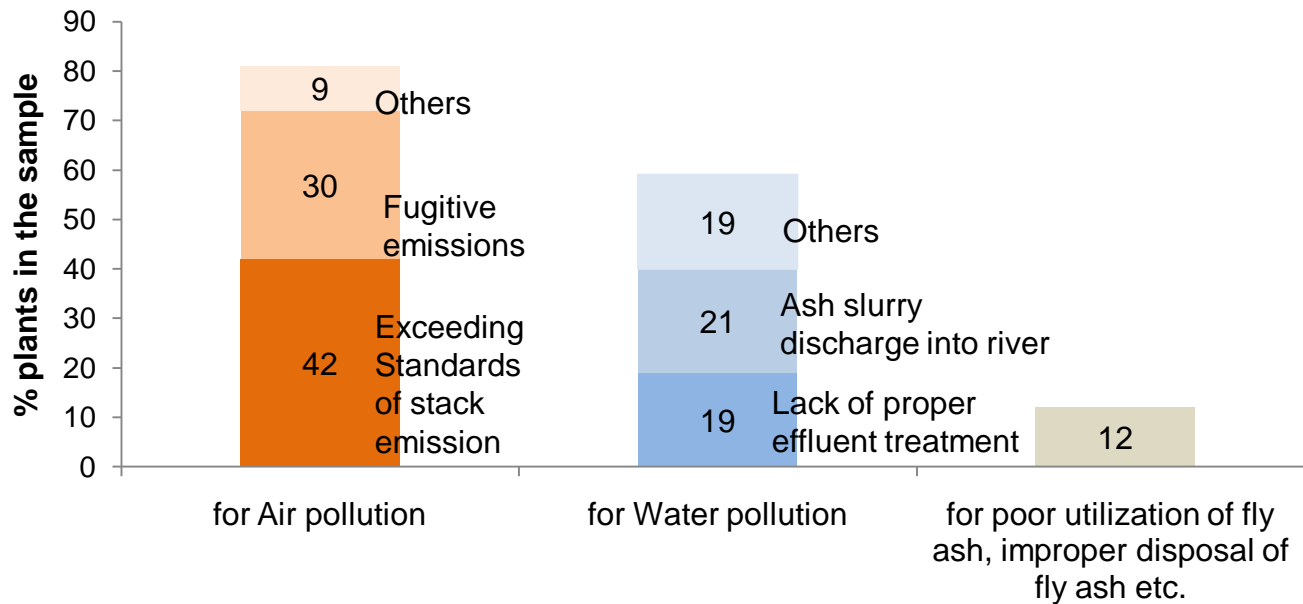 % plants in the sample
90
80
70
60
50
40
30
20
10
0
9
Others
30
Fugitive
emissions
42
Exceeding
Standards
of stack
emission
19
Others
21
Ash slurry
discharge into river
19
Lack of proper
effluent treatment
12
for Air pollution
for Water pollution
for poor utilization of fly
ash, improper disposal of
fly ash etc.